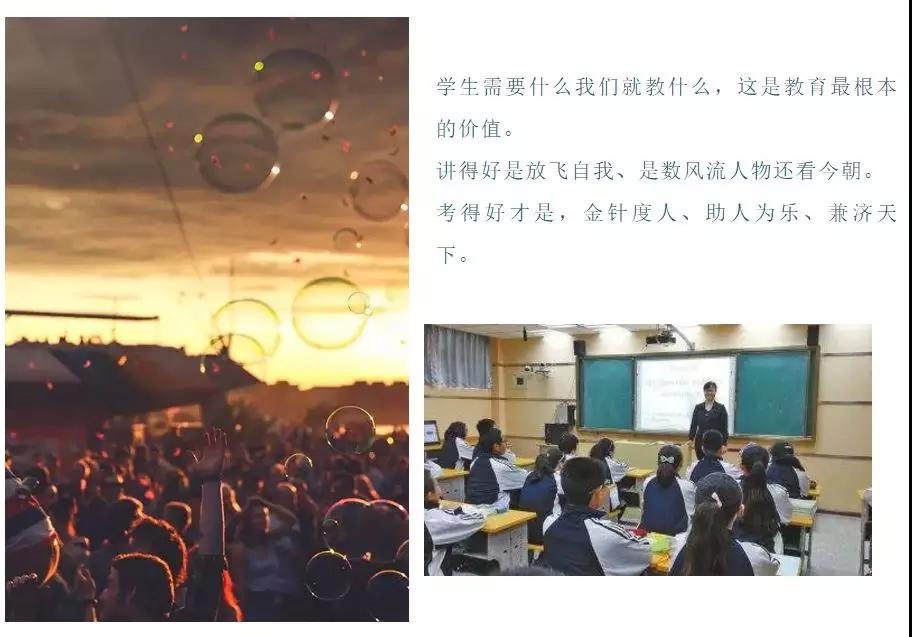 学生需要什么我们就教什么，这是教育最根本
的价值。
讲得好是放飞自我、是数风流人物还看今朝。
考得好才是，金针度人、助人为乐、兼济天
下。